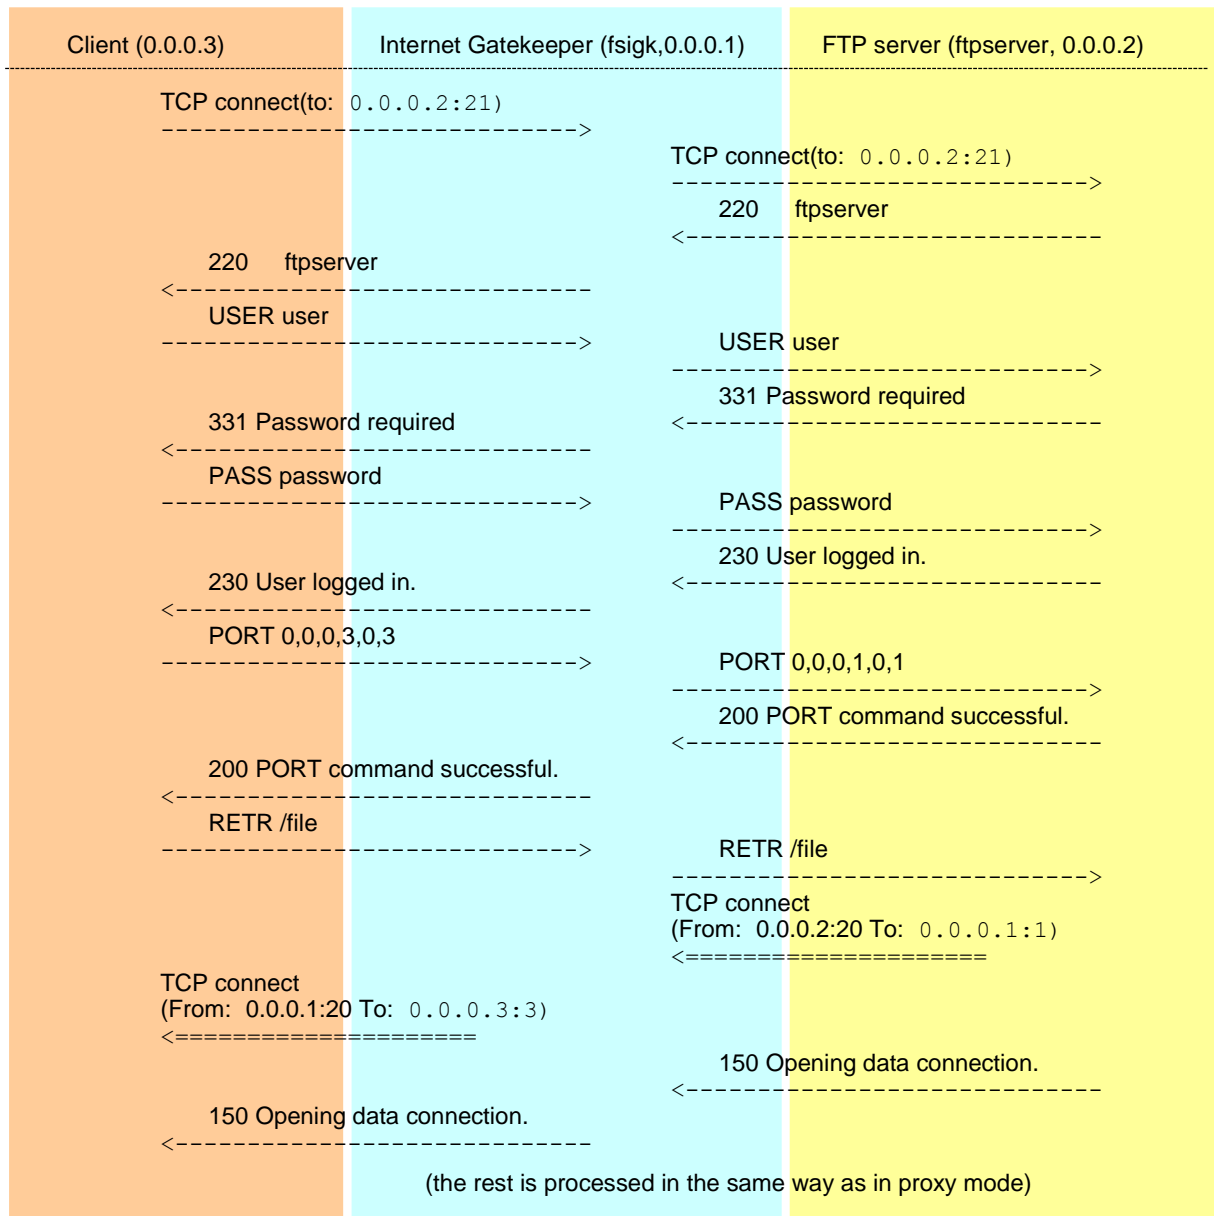 Client (0.0.0.3) Internet Gatekeeper (fsigk,0.0.0.1) FTP server (ftpserver, 0.0.0.2)
TCP connect(to: 0.0.0.2:21)
----------------------------->
TCP connect(to: 0.0.0.2:21)
----------------------------->
220 ftpserver
<-----------------------------
220 ftpserver
<-----------------------------
USER user
----------------------------->
USER user
----------------------------->
331 Password required
<-----------------------------
331 Password required
<-----------------------------
PASS password
----------------------------->
PASS password
----------------------------->
230 User logged in.
<-----------------------------
230 User logged in.
<-----------------------------
PORT 0,0,0,3,0,3
----------------------------->
PORT 0,0,0,1,0,1
----------------------------->
200 PORT command successful.
<-----------------------------
200 PORT command successful.
<-----------------------------
RETR /file
----------------------------->
RETR /file
----------------------------->
TCP connect
(From: 0.0.0.2:20 To: 0.0.0.1:1)
<=====================
TCP connect
(From: 0.0.0.1:20 To: 0.0.0.3:3)
<=====================
150 Opening data connection.
<-----------------------------
150 Opening data connection.
<-----------------------------
(the rest is processed in the same way as in proxy mode)